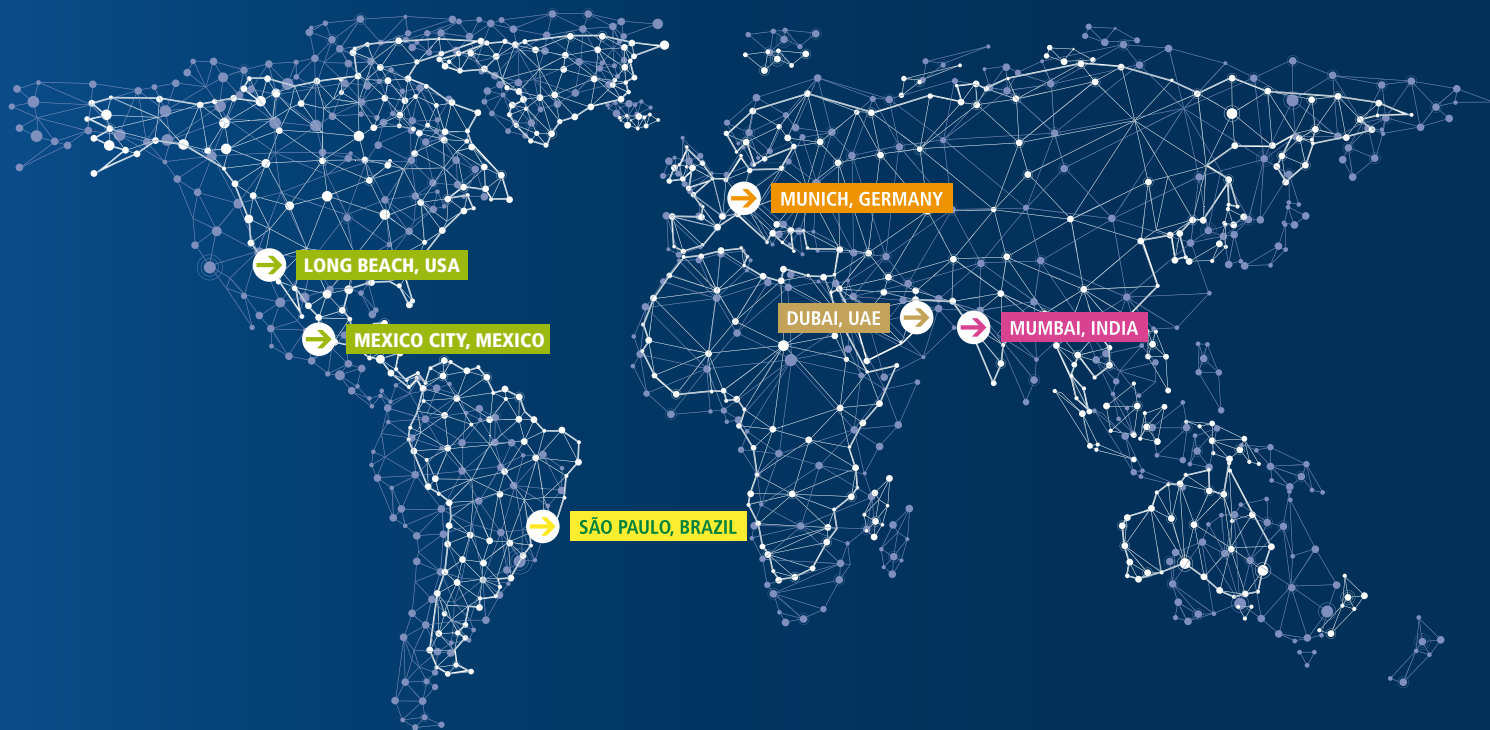 MUNICH, GERMANY
LONG BEACH, USA
DUBAI, UAE
MUMBAI, INDIA
MEXICO CITY, MEXICO
SÃO PAULO, BRAZIL